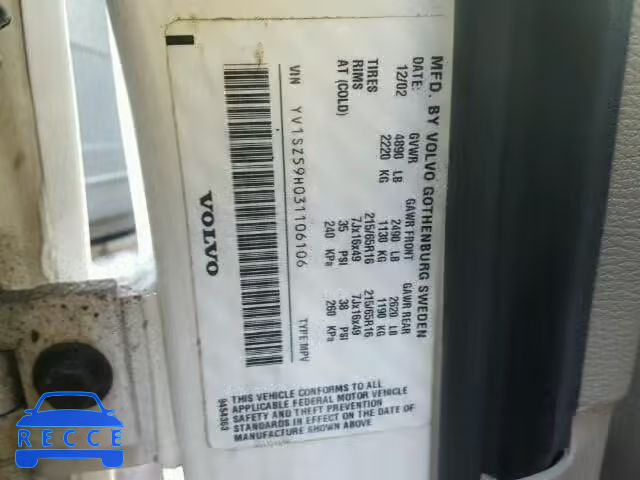 MFD. BY VOLVO GOTHENBURG SWEDEN
DATE: GVWR GAWR FRONT GAWR REAR
12/02 4890 LB 2490 LB 2620 LB
2220 KG 1130 KG 1190 KG
TIRES 215/65R16 215/65R16
RIMS 7Jx16x49 7Jx16x49
AT (COLD) 35 PSI 38 PSI
240 KPa 260 KPa
VIN YV1SZ59H031106106 TYPE:MPV
VOLVO
THIS VEHICLE CONFORMS TO ALL
APPLICABLE FEDERAL MOTOR VEHICLE
SAFETY AND THEFT PREVENTION
STANDARDS IN EFFECT ON THE DATE
OF MANUFACTURE SHOWN ABOVE.
RECCE